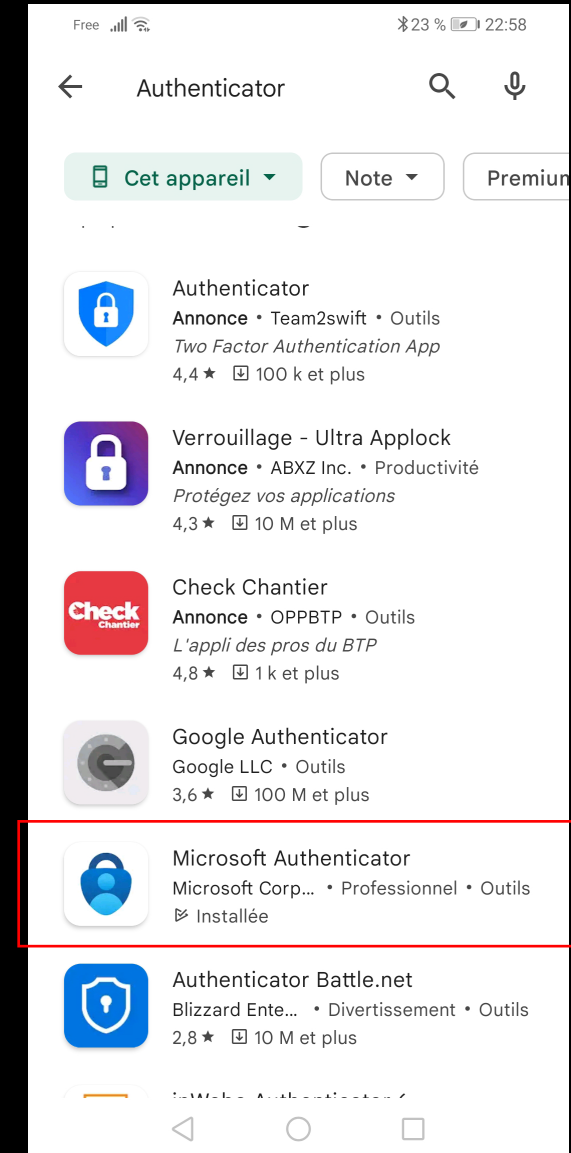 Free 23 % 22:58
Authenticator
Cet appareil Note
Authenticator
Annonce • Team2swift • Outils
Two Factor Authentication App
4,4 ★ 100 k et plus
Verrouillage - Ultra Applock
Annonce • ABXZ Inc. • Productivité
Protégez vos applications
4,3 ★ 10 M et plus
Check
Chantier
Check Chantier
Annonce • OPPBTP • Outils
L'appli des pros du BTP
4,8 ★ 1 k et plus
Google Authenticator
Google LLC • Outils
3,6 ★ 100 M et plus
Microsoft Authenticator
Microsoft Corp... • Professionnel • Outils
Installée
Authenticator Battle.net
Blizzard Ente... • Divertissement • Outils
2,8 ★ 10 M et plus